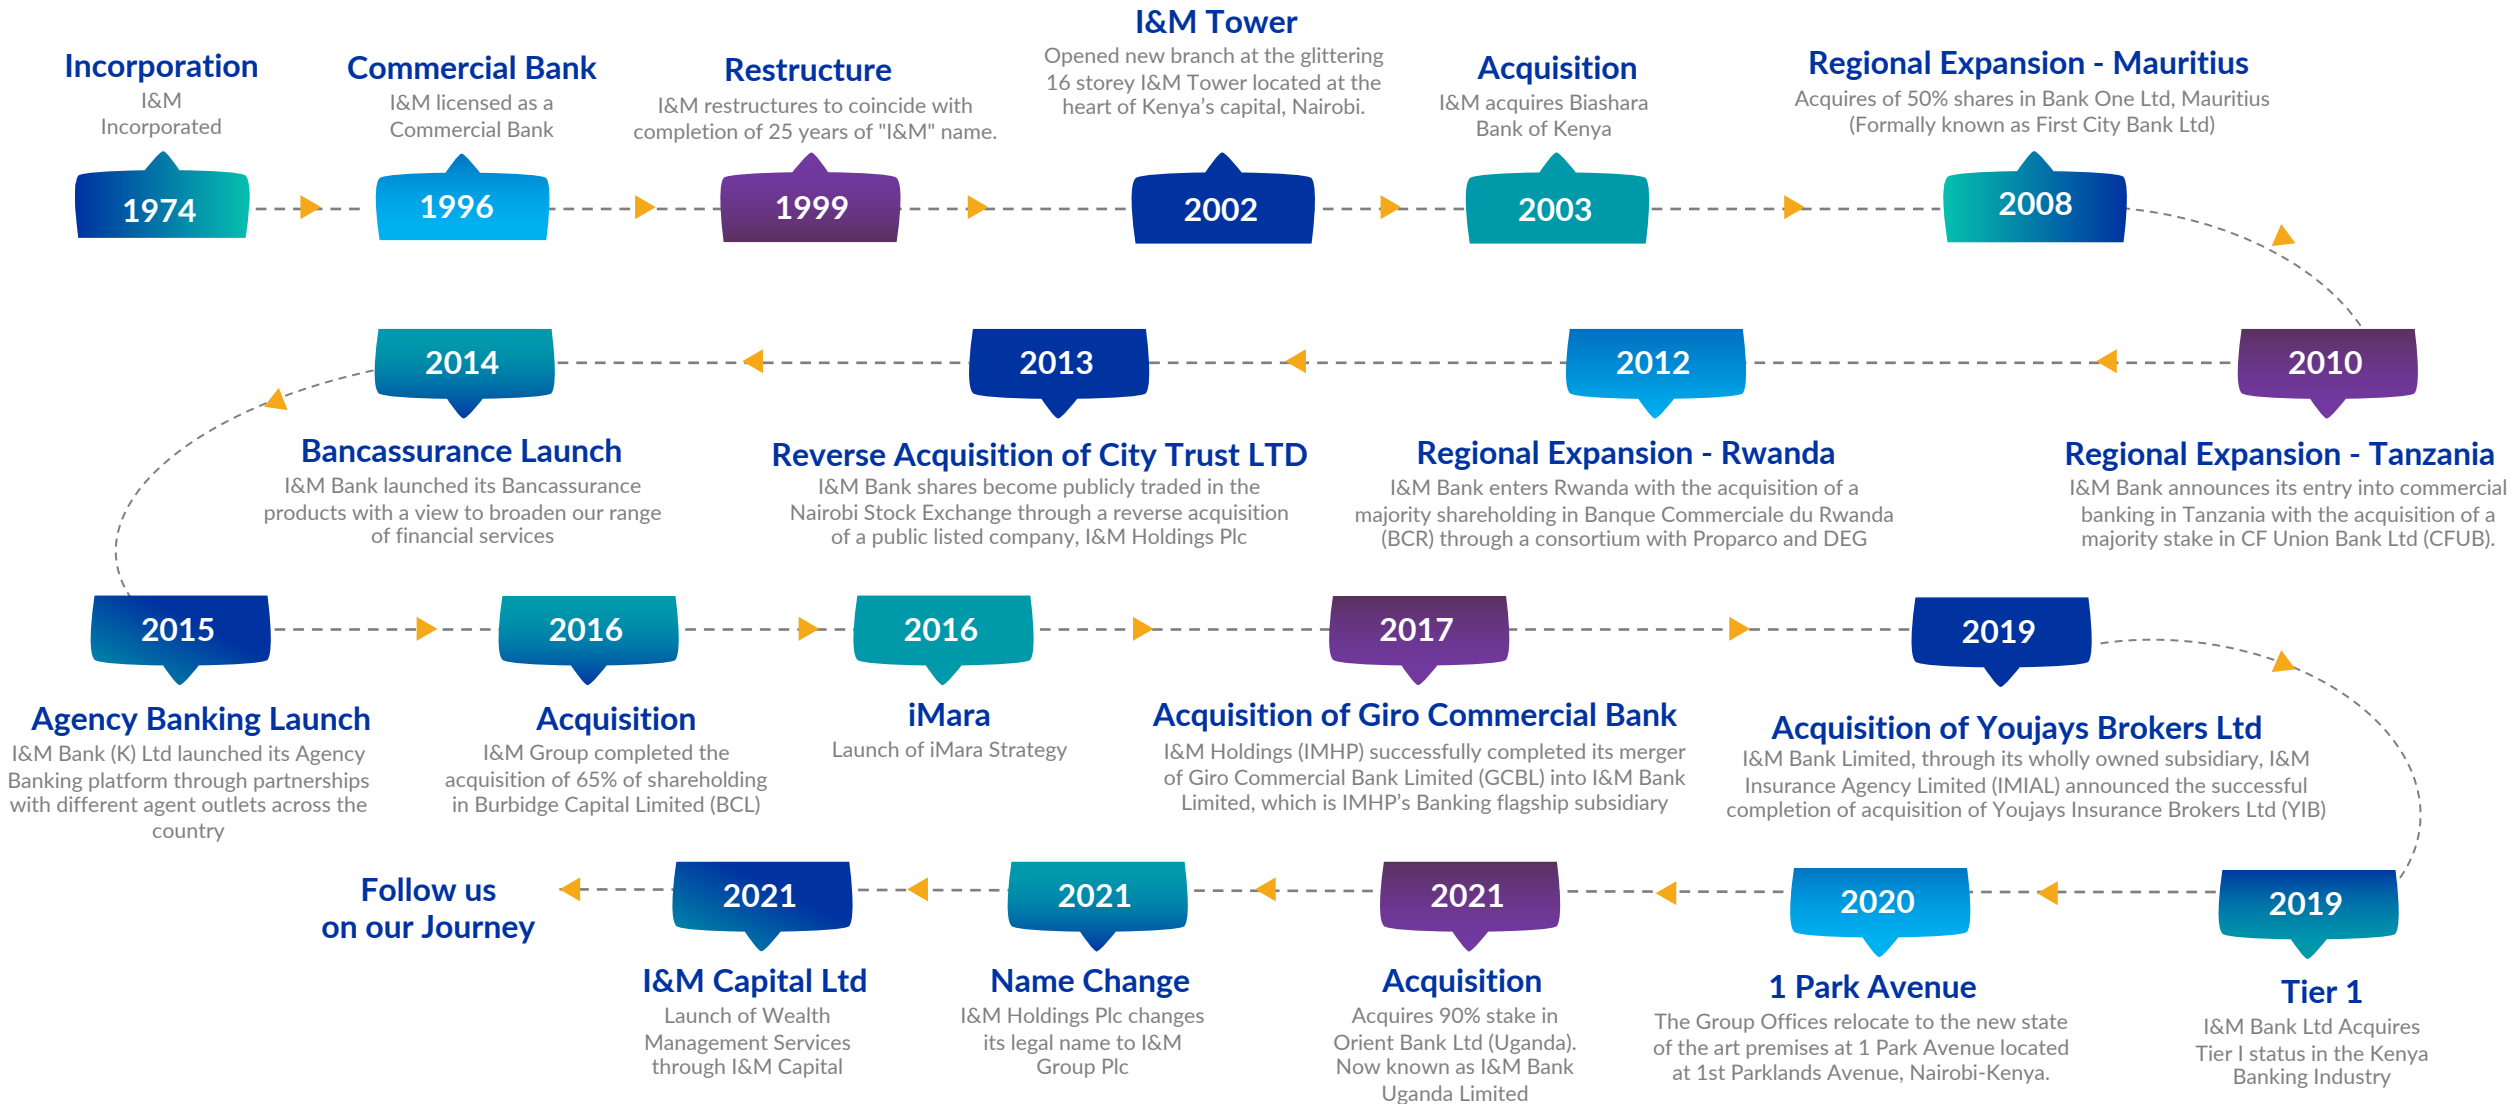 Incorporation
I&M
Incorporated
1974
Commercial Bank
I&M licensed as a
Commercial Bank
1996
Restructure
I&M restructures to coincide with
completion of 25 years of "I&M" name.
1999
I&M Tower
Opened new branch at the glittering
16 storey I&M Tower located at the
heart of Kenya's capital, Nairobi.
2002
Acquisition
I&M acquires Biashara
Bank of Kenya
2003
Regional Expansion - Mauritius
Acquires of 50% shares in Bank One Ltd, Mauritius
(Formally known as First City Bank Ltd)
2008
2010
Regional Expansion - Tanzania
I&M Bank announces its entry into commercial
banking in Tanzania with the acquisition of a
majority stake in CF Union Bank Ltd (CFUB).
2012
Regional Expansion - Rwanda
I&M Bank enters Rwanda with the acquisition of a
majority shareholding in Banque Commerciale du Rwanda
(BCR) through a consortium with Proparco and DEG
2013
Reverse Acquisition of City Trust LTD
I&M Bank shares become publicly traded in the
Nairobi Stock Exchange through a reverse acquisition
of a public listed company, I&M Holdings Plc
2014
Bancassurance Launch
I&M Bank launched its Bancassurance
products with a view to broaden our range
of financial services
2015
Agency Banking Launch
I&M Bank (K) Ltd launched its Agency
Banking platform through partnerships
with different agent outlets across the
country
2016
Acquisition
I&M Group completed the
acquisition of 65% of shareholding
in Burbidge Capital Limited (BCL)
2016
iMara
Launch of iMara Strategy
2017
Acquisition of Giro Commercial Bank
I&M Holdings (IMHP) successfully completed its merger
of Giro Commercial Bank Limited (GCBL) into I&M Bank
Limited, which is IMHP's Banking flagship subsidiary
2019
Acquisition of Youjays Brokers Ltd
I&M Bank Limited, through its wholly owned subsidiary, I&M
Insurance Agency Limited (IMIAL) announced the successful
completion of acquisition of Youjays Insurance Brokers Ltd (YIB)
2019
Tier 1
I&M Bank Ltd Acquires
Tier I status in the Kenya
Banking Industry
2020
1 Park Avenue
The Group Offices relocate to the new state
of the art premises at 1 Park Avenue located
at 1st Parklands Avenue, Nairobi-Kenya.
2021
Acquisition
Acquires 90% stake in
Orient Bank Ltd (Uganda).
Now known as I&M Bank
Uganda Limited
2021
Name Change
I&M Holdings Plc changes
its legal name to I&M
Group Plc
2021
I&M Capital Ltd
Launch of Wealth
Management Services
through I&M Capital
Follow us
on our Journey